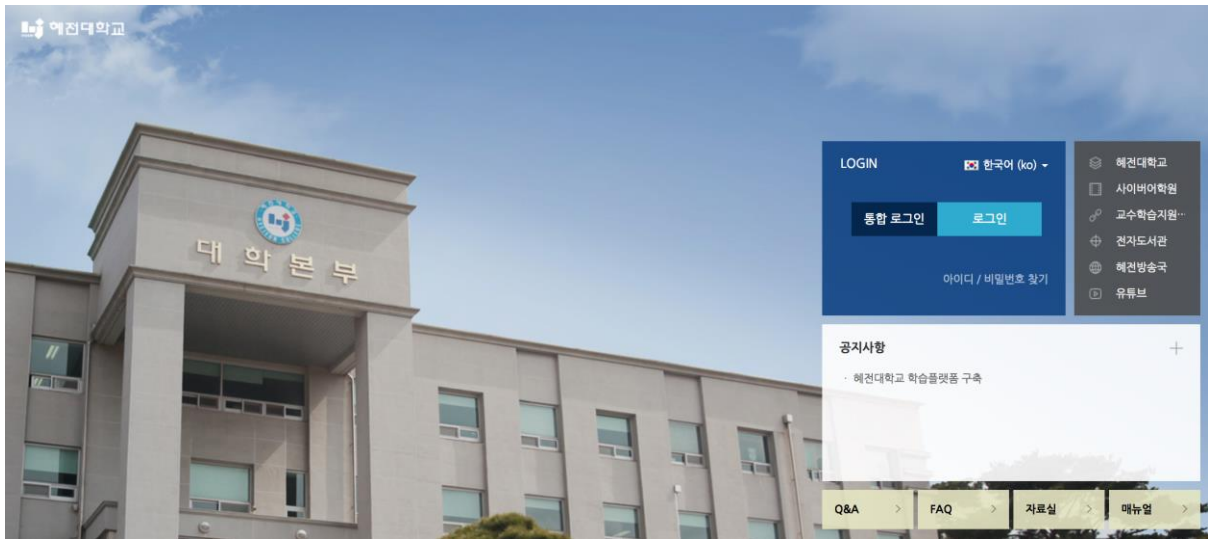 혜전대학교
대학본부
LOGIN
한국어 (ko)
통합 로그인
로그인
아이디 / 비밀번호 찾기
혜전대학교
사이버어학원
교수학습지원…
전자도서관
혜전방송국
유튜브
공지사항
· 혜전대학교 학습플랫폼 구축
Q&A
FAQ
자료실
매뉴얼